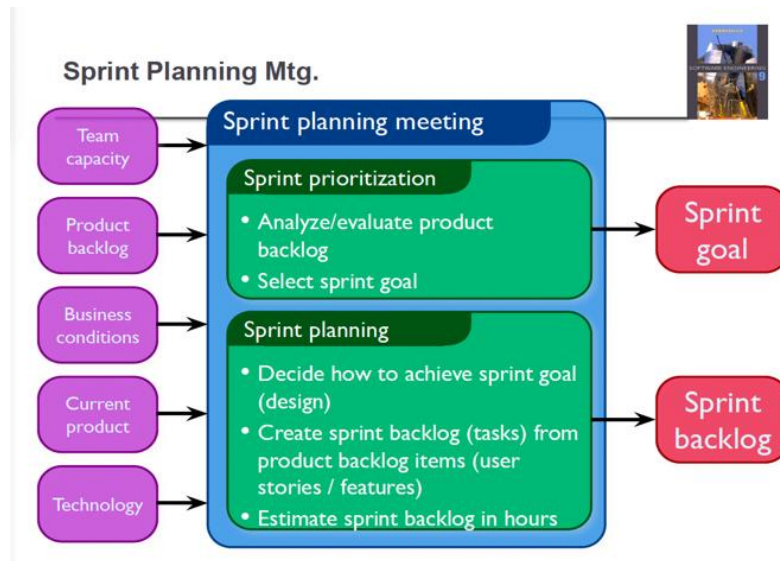 Sprint Planning Mtg.
SOFTWARE ENGINEERING
9
Team
capacity
Product
backlog
Business
conditions
Current
product
Technology
Sprint planning meeting
Sprint prioritization
• Analyze/evaluate product
backlog
• Select sprint goal
Sprint planning
• Decide how to achieve sprint goal
(design)
• Create sprint backlog (tasks) from
product backlog items (user
stories / features)
• Estimate sprint backlog in hours
Sprint
goal
Sprint
backlog